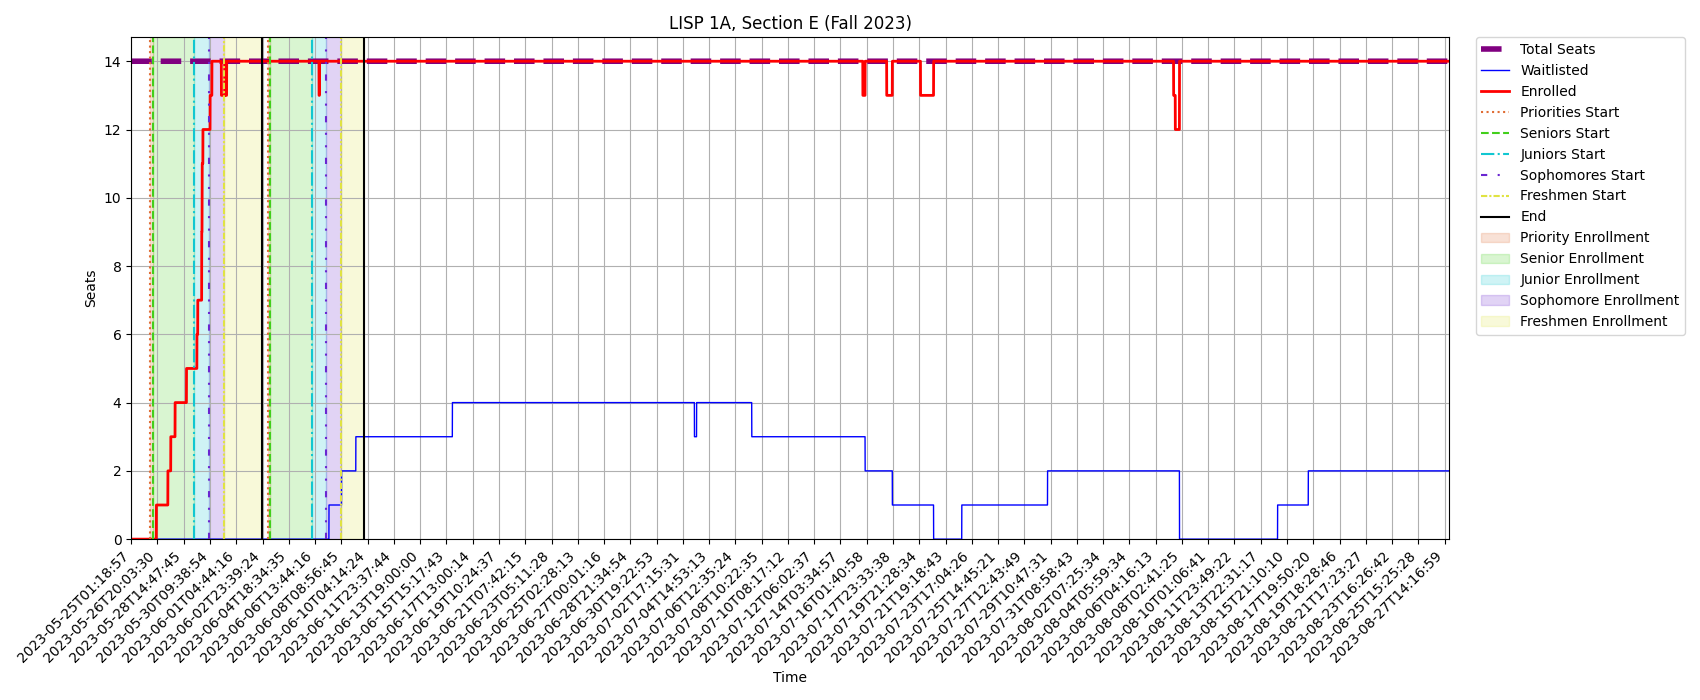 LISP 1A, Section E (Fall 2023)
Seats
14
12
10
8
6
4
2
0
2023-05-25T01:18:57
2023-05-26T20:03:30
2023-05-28T14:47:45
2023-05-30T09:38:54
2023-06-01T04:44:16
2023-06-02T23:39:24
2023-06-04T18:34:35
2023-06-06T13:44:16
2023-06-08T08:56:45
2023-06-10T04:14:24
2023-06-11T23:37:44
2023-06-13T19:00:00
2023-06-15T15:17:43
2023-06-17T13:00:14
2023-06-19T10:24:37
2023-06-21T07:42:15
2023-06-23T05:11:28
2023-06-25T02:28:13
2023-06-27T00:01:16
2023-06-28T21:34:54
2023-06-30T19:22:53
2023-07-02T17:15:31
2023-07-04T14:53:13
2023-07-06T12:35:24
2023-07-08T10:22:35
2023-07-10T08:17:12
2023-07-12T06:02:37
2023-07-14T03:34:57
2023-07-16T01:40:58
2023-07-17T23:33:38
2023-07-19T21:28:34
2023-07-21T19:18:43
2023-07-23T17:04:26
2023-07-25T14:45:21
2023-07-27T12:43:49
2023-07-29T10:47:31
2023-07-31T08:58:43
2023-08-02T07:25:34
2023-08-04T05:59:34
2023-08-06T04:16:13
2023-08-08T02:41:25
2023-08-10T01:06:41
2023-08-11T23:49:22
2023-08-13T22:31:17
2023-08-15T21:10:10
2023-08-17T19:50:20
2023-08-19T18:28:46
2023-08-21T17:23:27
2023-08-23T16:26:42
2023-08-25T15:25:28
2023-08-27T14:16:59
Time
Total Seats
Waitlisted
Enrolled
Priorities Start
Seniors Start
Juniors Start
Sophomores Start
Freshmen Start
End
Priority Enrollment
Senior Enrollment
Junior Enrollment
Sophomore Enrollment
Freshmen Enrollment